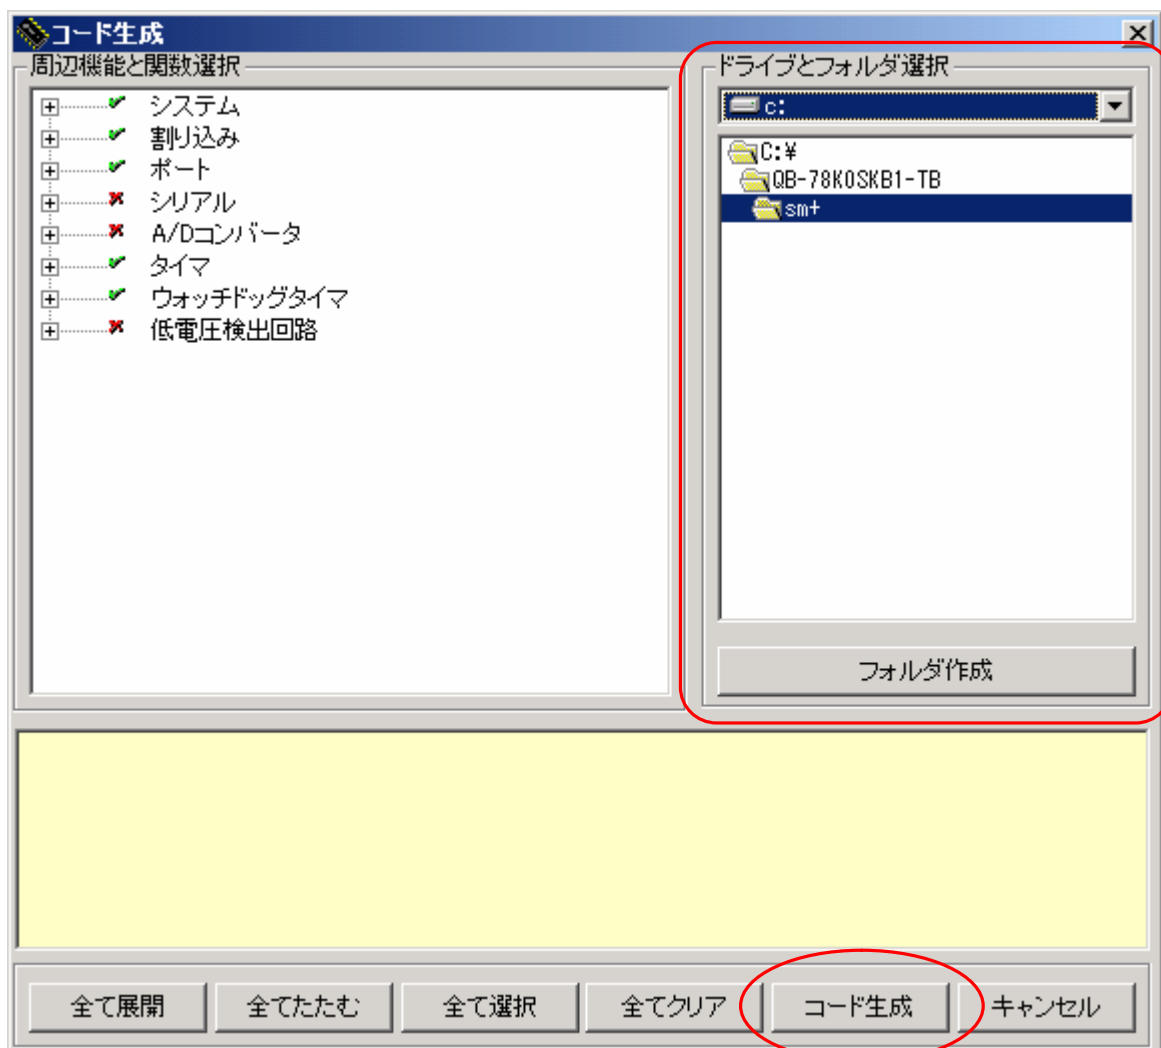 コード生成
周辺機能と関数選択
システム
割り込み
ポート
シリアル
A/Dコンバータ
タイマ
ウォッチドッグタイマ
低電圧検出回路
ドライブとフォルダ選択
c:
C:¥
QB-78K0SKB1-TB
sm+
フォルダ作成
全て展開 全てたたむ 全て選択 全てクリア コード生成 キャンセル